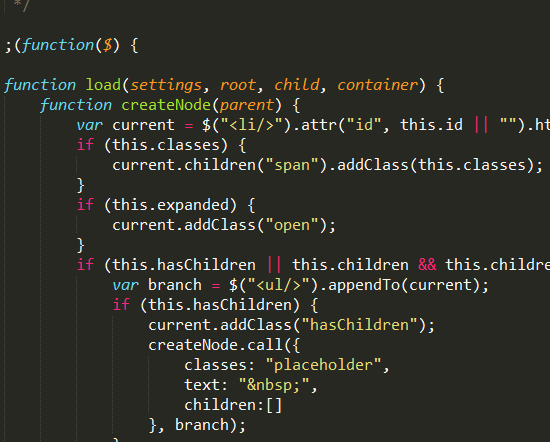 */
;(function($) {
function load(settings, root, child, container) {
function createNode(parent) {
var current = $("<li/>").attr("id", this.id || "").ht
if (this.classes) {
current.children("span").addClass(this.classes);
}
if (this.expanded) {
current.addClass("open");
}
if (this.hasChildren || this.children && this.childre
var branch = $("<ul/>").appendTo(current);
if (this.hasChildren) {
current.addClass("hasChildren");
createNode.call({
classes: "placeholder",
text: "&nbsp;",
children:[]
}, branch);
}